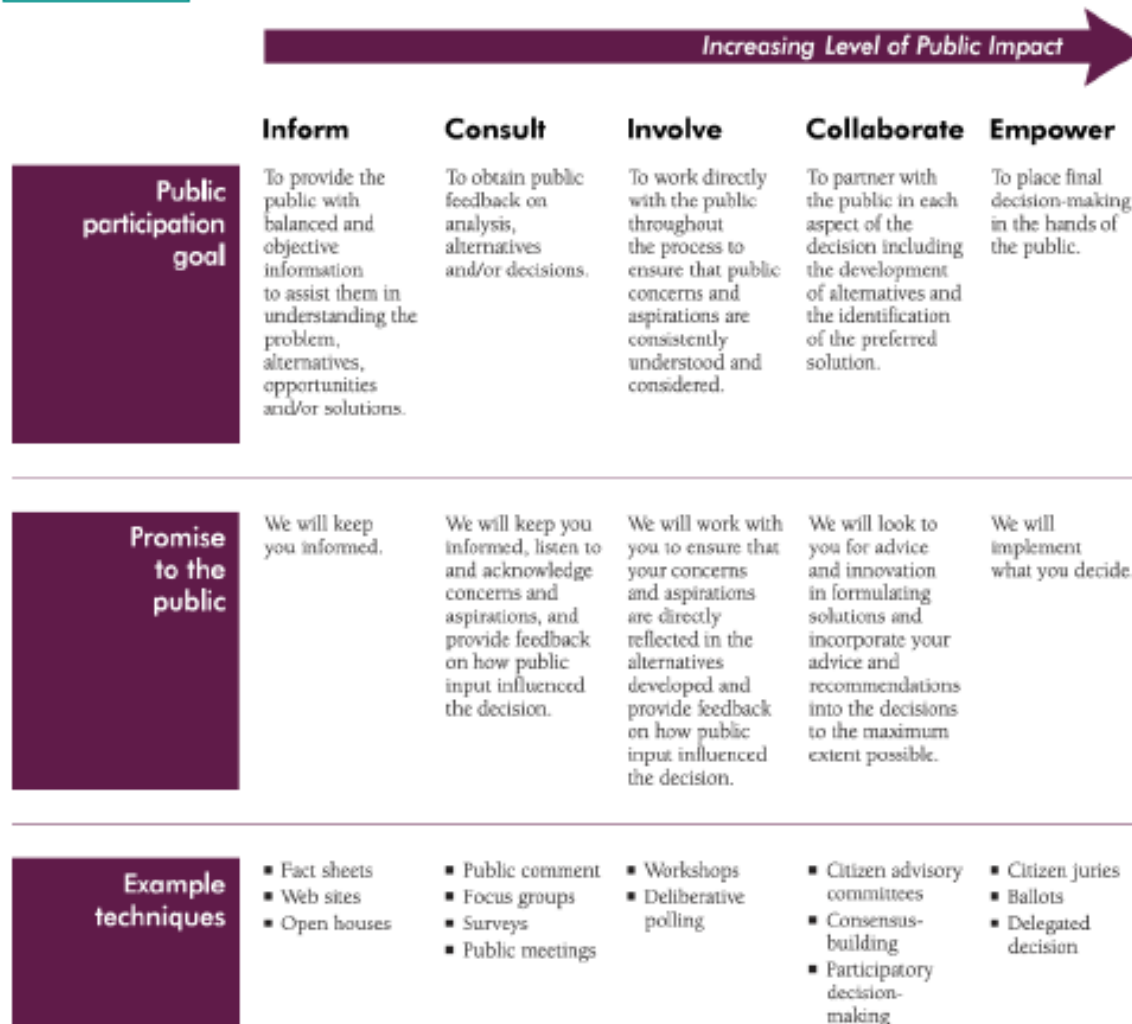 Increasing Level of Public Impact
Inform
Consult
Involve
Collaborate
Empower
Public
participation
goal
To provide the
public with
balanced and
objective
information
to assist them in
understanding the
problem,
alternatives,
opportunities
and/or solutions.
To obtain public
feedback on
analysis,
alternatives
and/or decisions.
To work directly
with the public
throughout
the process to
ensure that public
concerns and
aspirations are
consistently
understood and
considered.
To partner with
the public in each
aspect of the
decision including
the development
of alternatives and
the identification
of the preferred
solution.
To place final
decision-making
in the hands of
the public.
Promise
to the
public
We will keep
you informed.
We will keep you
informed, listen to
and acknowledge
concerns and
aspirations, and
provide feedback
on how public
input influenced
the decision.
We will work with
you to ensure that
your concerns
and aspirations
are directly
reflected in the
alternatives
developed and
provide feedback
on how public
input influenced
the decision.
We will look to
you for advice
and innovation
in formulating
solutions and
incorporate your
advice and
recommendations
into the decisions
to the maximum
extent possible.
We will
implement
what you decide.
Example
techniques
▪ Fact sheets
▪ Web sites
▪ Open houses
▪ Public comment
▪ Focus groups
▪ Surveys
▪ Public meetings
▪ Workshops
▪ Deliberative
polling
▪ Citizen advisory
committees
▪ Consensus-
building
▪ Participatory
decision-
making
▪ Citizen juries
▪ Ballots
▪ Delegated
decision